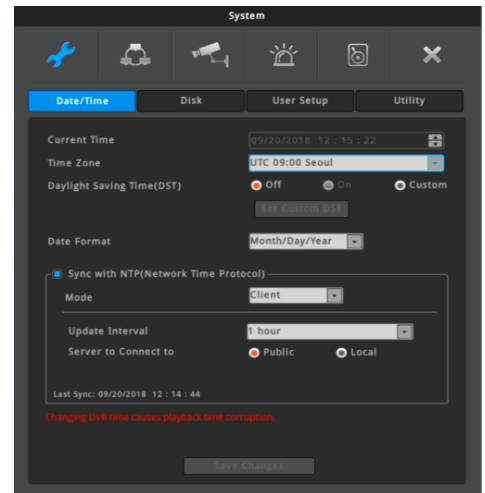 System
Date/Time Disk User Setup Utility
Current Time 09/20/2018 12 : 15 : 22
Time Zone UTC 09:00 Seoul
Daylight Saving Time(DST) Off On Custom
Set Custom DST
Date Format Month/Day/Year
Sync with NTP(Network Time Protocol)
Mode Client
Update Interval 1 hour
Server to Connect to Public Local
Last Sync: 09/20/2018 12 : 14 : 44
Changing DVR time causes playback time corruption.
Save Changes